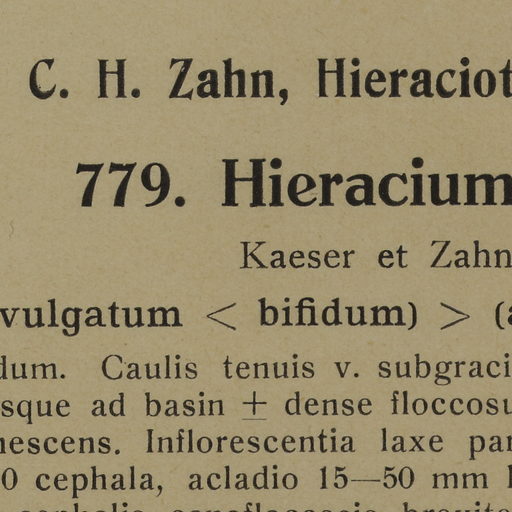 C. H. Zahn, Hieraciot
779. Hieracium
Kaeser et Zahn
vulgatum < bifidum) > (a
dum. Caulis tenuis v. subgraci
sque ad basin ± dense floccosu
nescens. Inflorescentia laxe pan
0 cephala, acladio 15—50 mm l